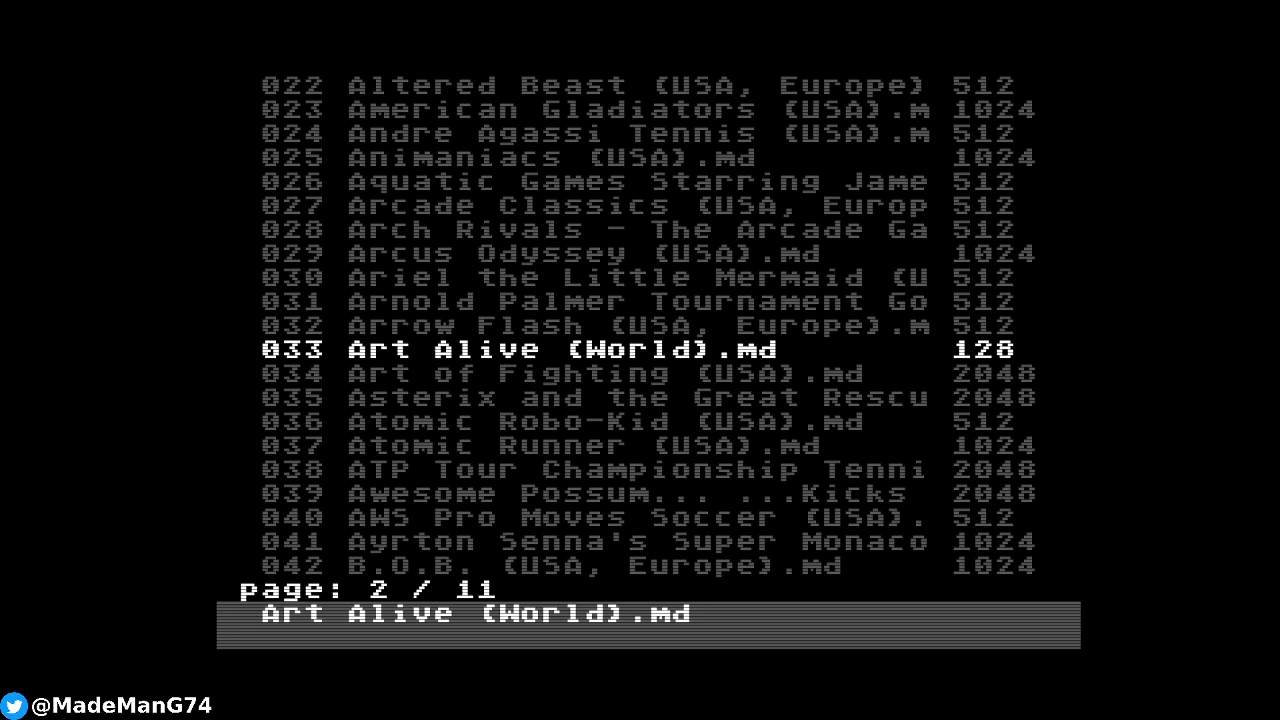 022 Altered Beast (USA, Europe) 512
023 American Gladiators (USA).m 1024
024 Andre Agassi Tennis (USA).m 512
025 Animaniacs (USA).md 1024
026 Aquatic Games Starring Jame 512
027 Arcade Classics (USA, Europ 512
028 Arch Rivals - The Arcade Ga 512
029 Arcus Odyssey (USA).md 1024
030 Ariel the Little Mermaid (U 512
031 Arnold Palmer Tournament Go 512
032 Arrow Flash (USA, Europe).m 512
033 Art Alive (World).md 128
034 Art of Fighting (USA).md 2048
035 Asterix and the Great Rescu 2048
036 Atomic Robo-Kid (USA).md 512
037 Atomic Runner (USA).md 1024
038 ATP Tour Championship Tenni 2048
039 Awesome Possum... ...Kicks 2048
040 AWS Pro Moves Soccer (USA). 512
041 Ayrton Senna's Super Monaco 1024
042 B.O.B. (USA, Europe).md 1024
page: 2 / 11
Art Alive (World).md
@MadeManG74